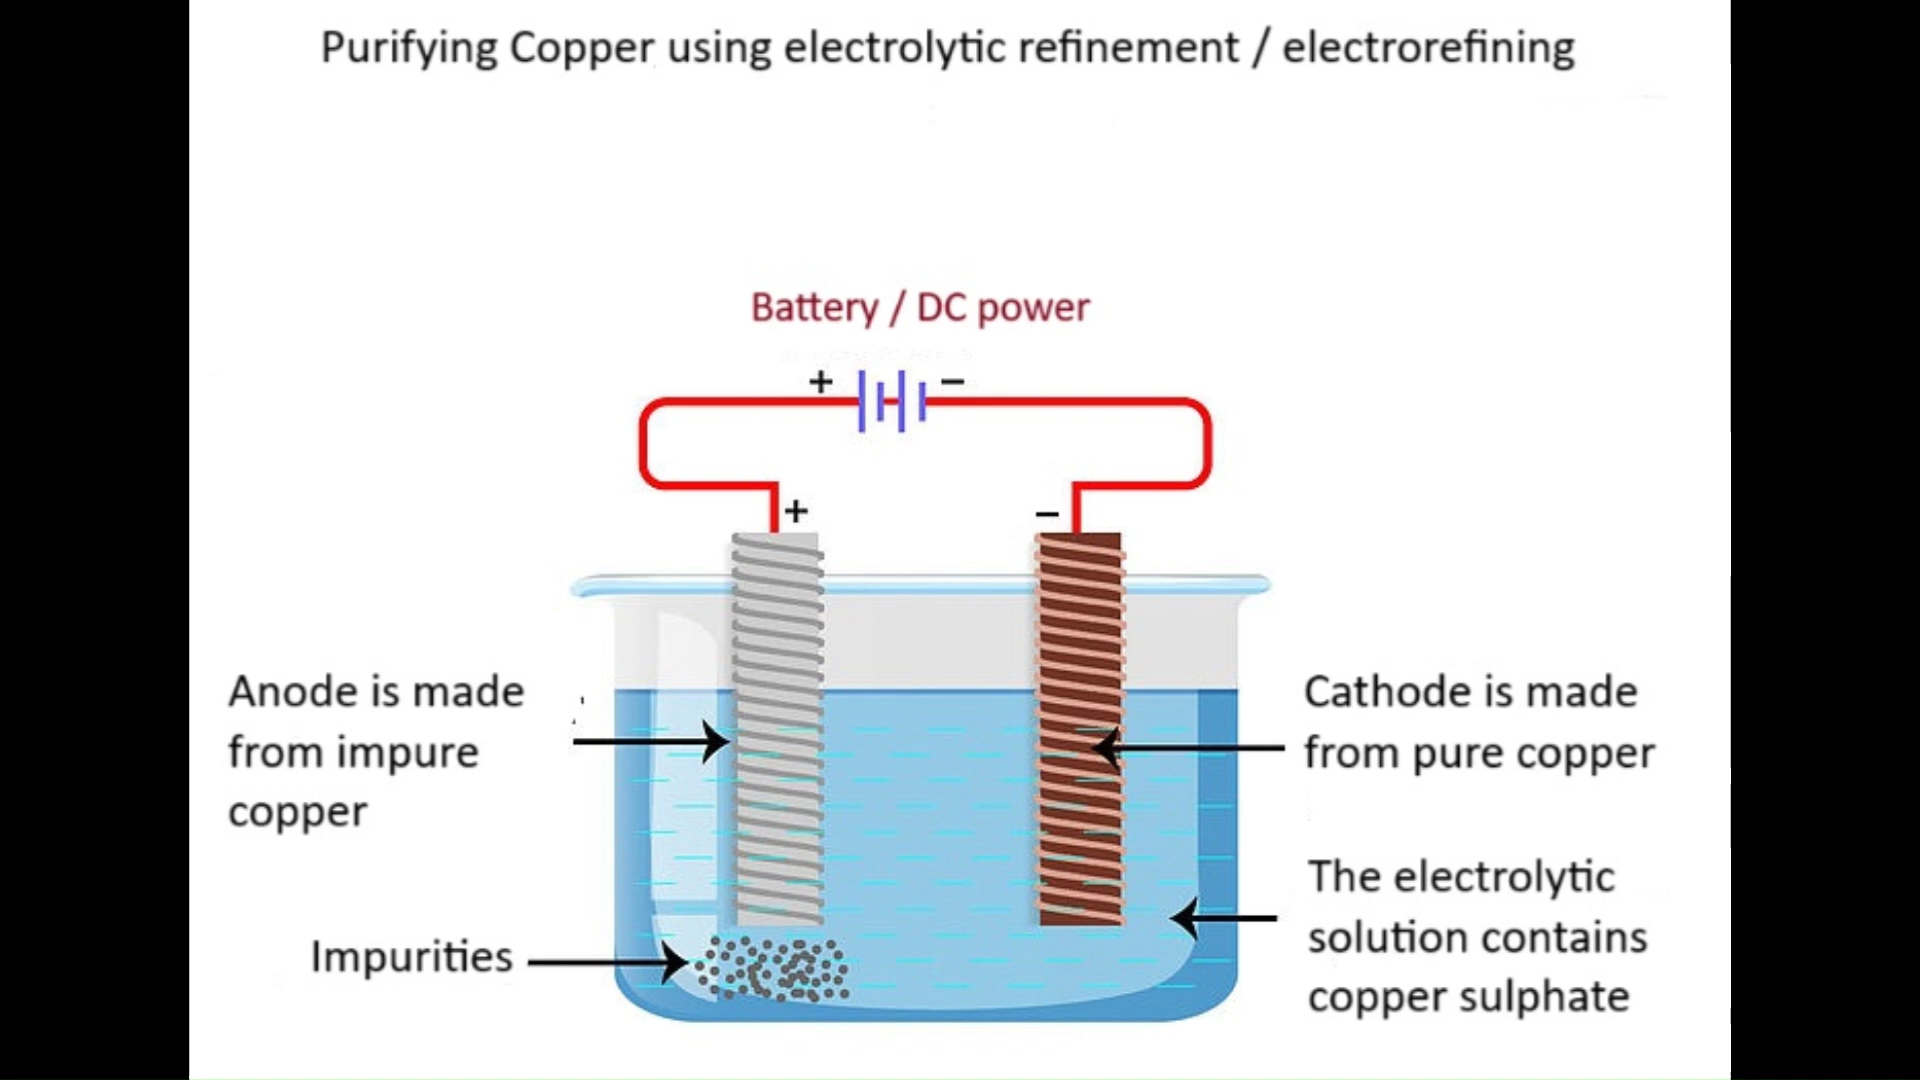 Purifying Copper using electrolytic refinement / electrorefining
Battery / DC power
+ −
+ −
Anode is made
from impure
copper
Cathode is made
from pure copper
The electrolytic
solution contains
copper sulphate
Impurities